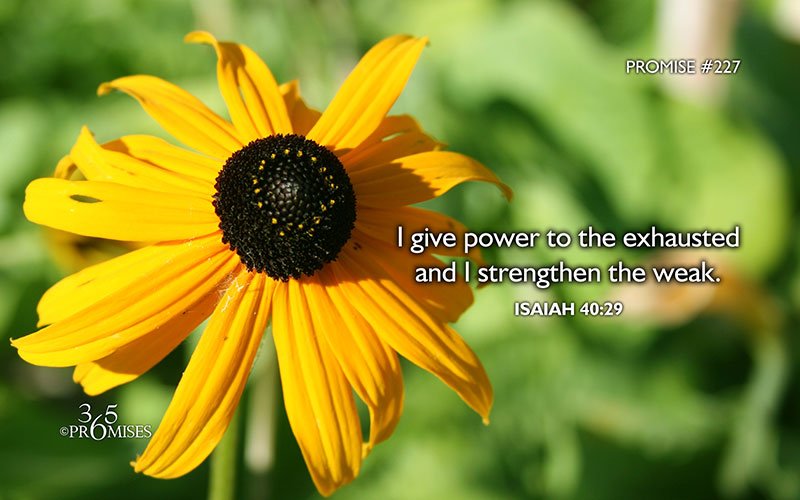 PROMISE #227
I give power to the exhausted
and I strengthen the weak.
ISAIAH 40:29
365
©PROMISES